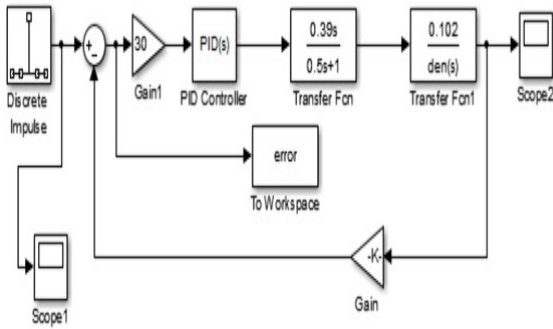 +
-
30
PID(s)
0.39s
0.5s+1
0.102
den(s)
Discrete
Impulse
Gain1
PID Controller
Transfer Fcn
Transfer Fcn1
Scope2
error
To Workspace
-K-
Gain
Scope1